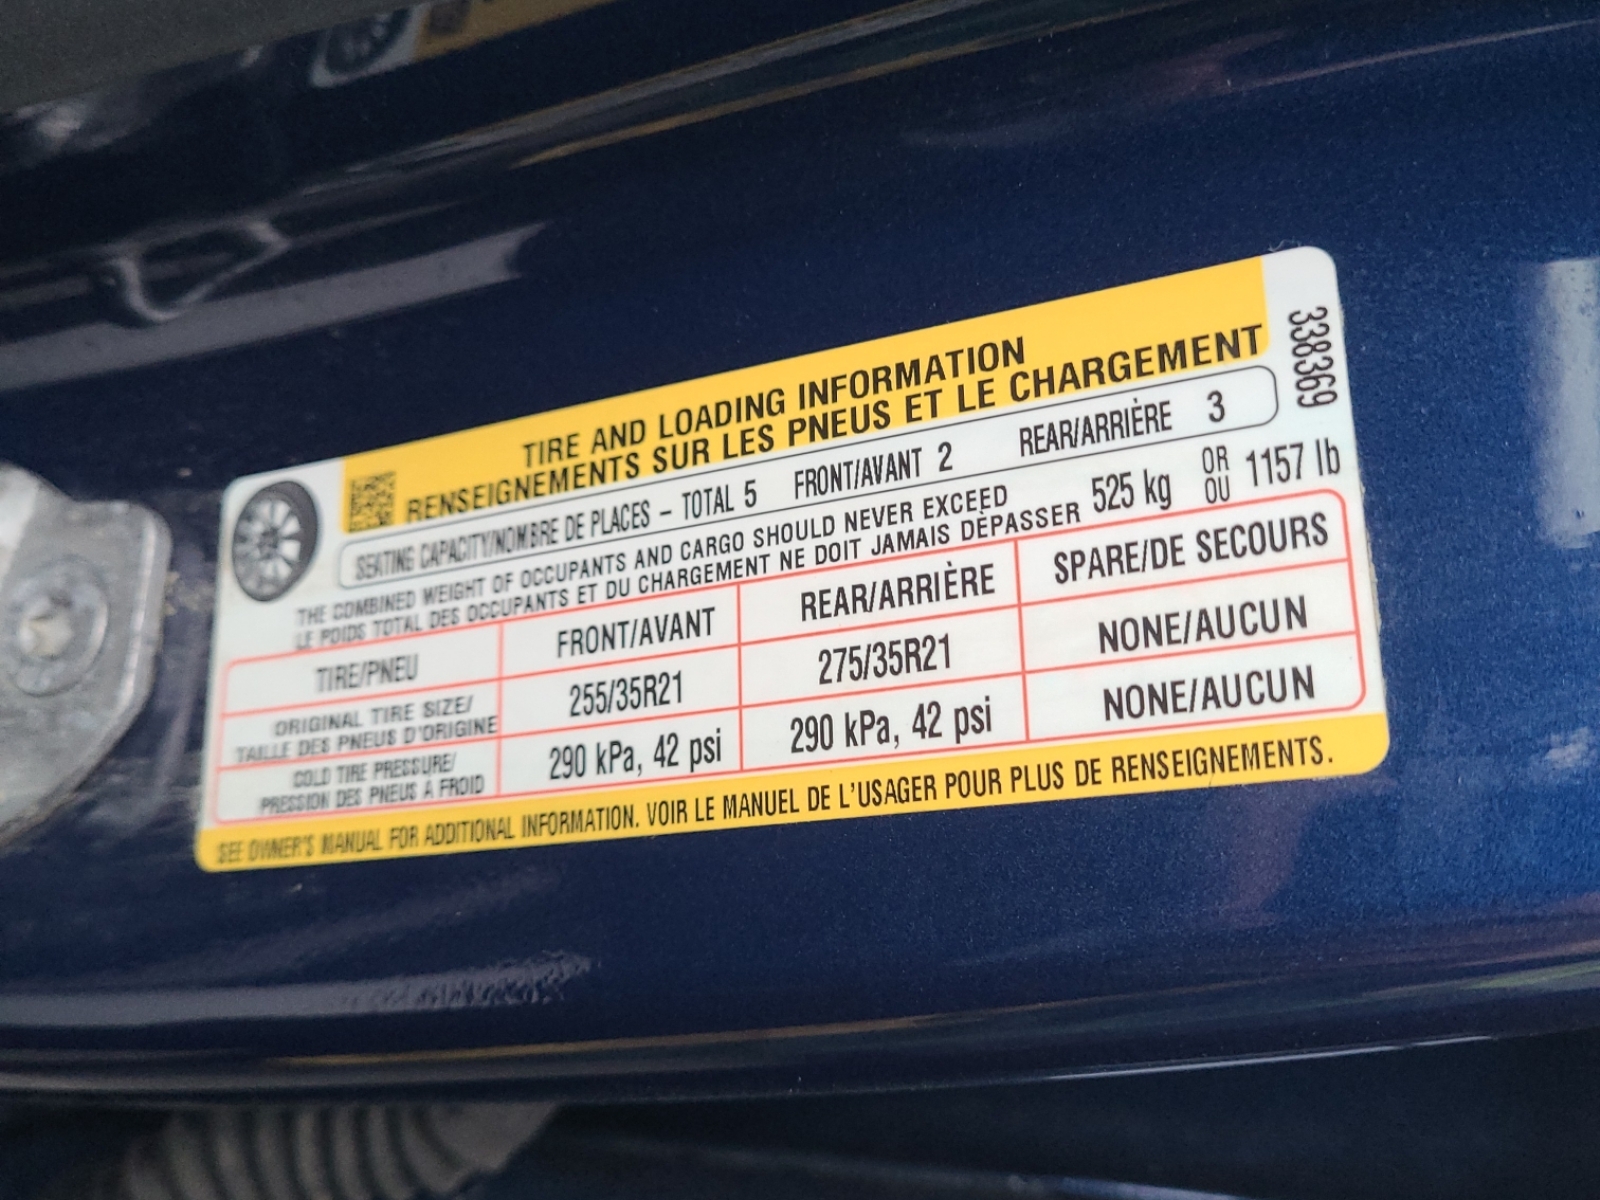 TIRE AND LOADING INFORMATION
RENSEIGNEMENTS SUR LES PNEUS ET LE CHARGEMENT
338369
SEATING CAPACITY/NOMBRE DE PLACES – TOTAL 5 FRONT/AVANT 2 REAR/ARRIÈRE 3
THE COMBINED WEIGHT OF OCCUPANTS AND CARGO SHOULD NEVER EXCEED
LE POIDS TOTAL DES OCCUPANTS ET DU CHARGEMENT NE DOIT JAMAIS DÉPASSER
525 kg OR OU 1157 lb
TIRE/PNEU FRONT/AVANT REAR/ARRIÈRE SPARE/DE SECOURS
ORIGINAL TIRE SIZE/
TAILLE DES PNEUS D'ORIGINE 255/35R21 275/35R21 NONE/AUCUN
COLD TIRE PRESSURE/
PRESSION DES PNEUS A FROID 290 kPa, 42 psi 290 kPa, 42 psi NONE/AUCUN
SEE OWNER'S MANUAL FOR ADDITIONAL INFORMATION. VOIR LE MANUEL DE L'USAGER POUR PLUS DE RENSEIGNEMENTS.